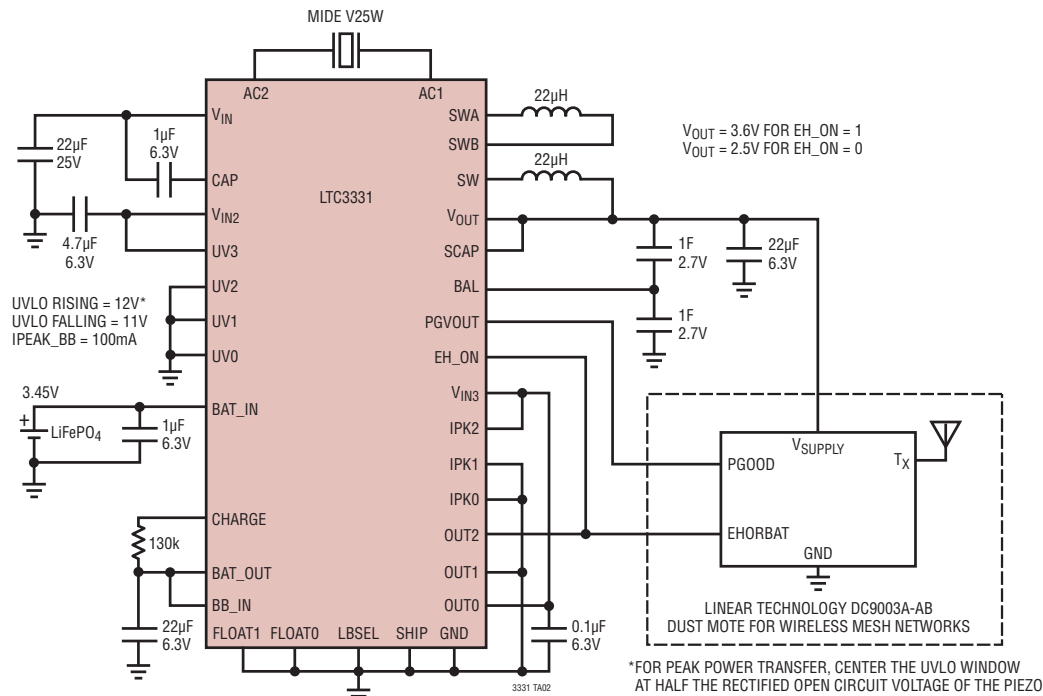 MIDE V25W
AC2
AC1
VIN
22µF
25V
1µF
6.3V
CAP
VIN2
4.7µF
6.3V
UV3
UV2
UVLO RISING = 12V*
UVLO FALLING = 11V
IPEAK_BB = 100mA
UV1
UV0
3.45V
BAT_IN
+
LiFePO4
1µF
6.3V
CHARGE
130k
BAT_OUT
BB_IN
22µF
6.3V
FLOAT1 FLOAT0 LBSEL SHIP GND
LTC3331
SWA
22µH
SWB
22µH
SW
VOUT
SCAP
BAL
PGVOUT
EH_ON
VIN3
IPK2
IPK1
IPK0
OUT2
OUT1
OUT0
1F
2.7V
22µF
6.3V
1F
2.7V
0.1µF
6.3V
3331 TA02
VOUT = 3.6V FOR EH_ON = 1
VOUT = 2.5V FOR EH_ON = 0
VSUPPLY
PGOOD
TX
EHORBAT
GND
LINEAR TECHNOLOGY DC9003A-AB
DUST MOTE FOR WIRELESS MESH NETWORKS
*FOR PEAK POWER TRANSFER, CENTER THE UVLO WINDOW
AT HALF THE RECTIFIED OPEN CIRCUIT VOLTAGE OF THE PIEZO